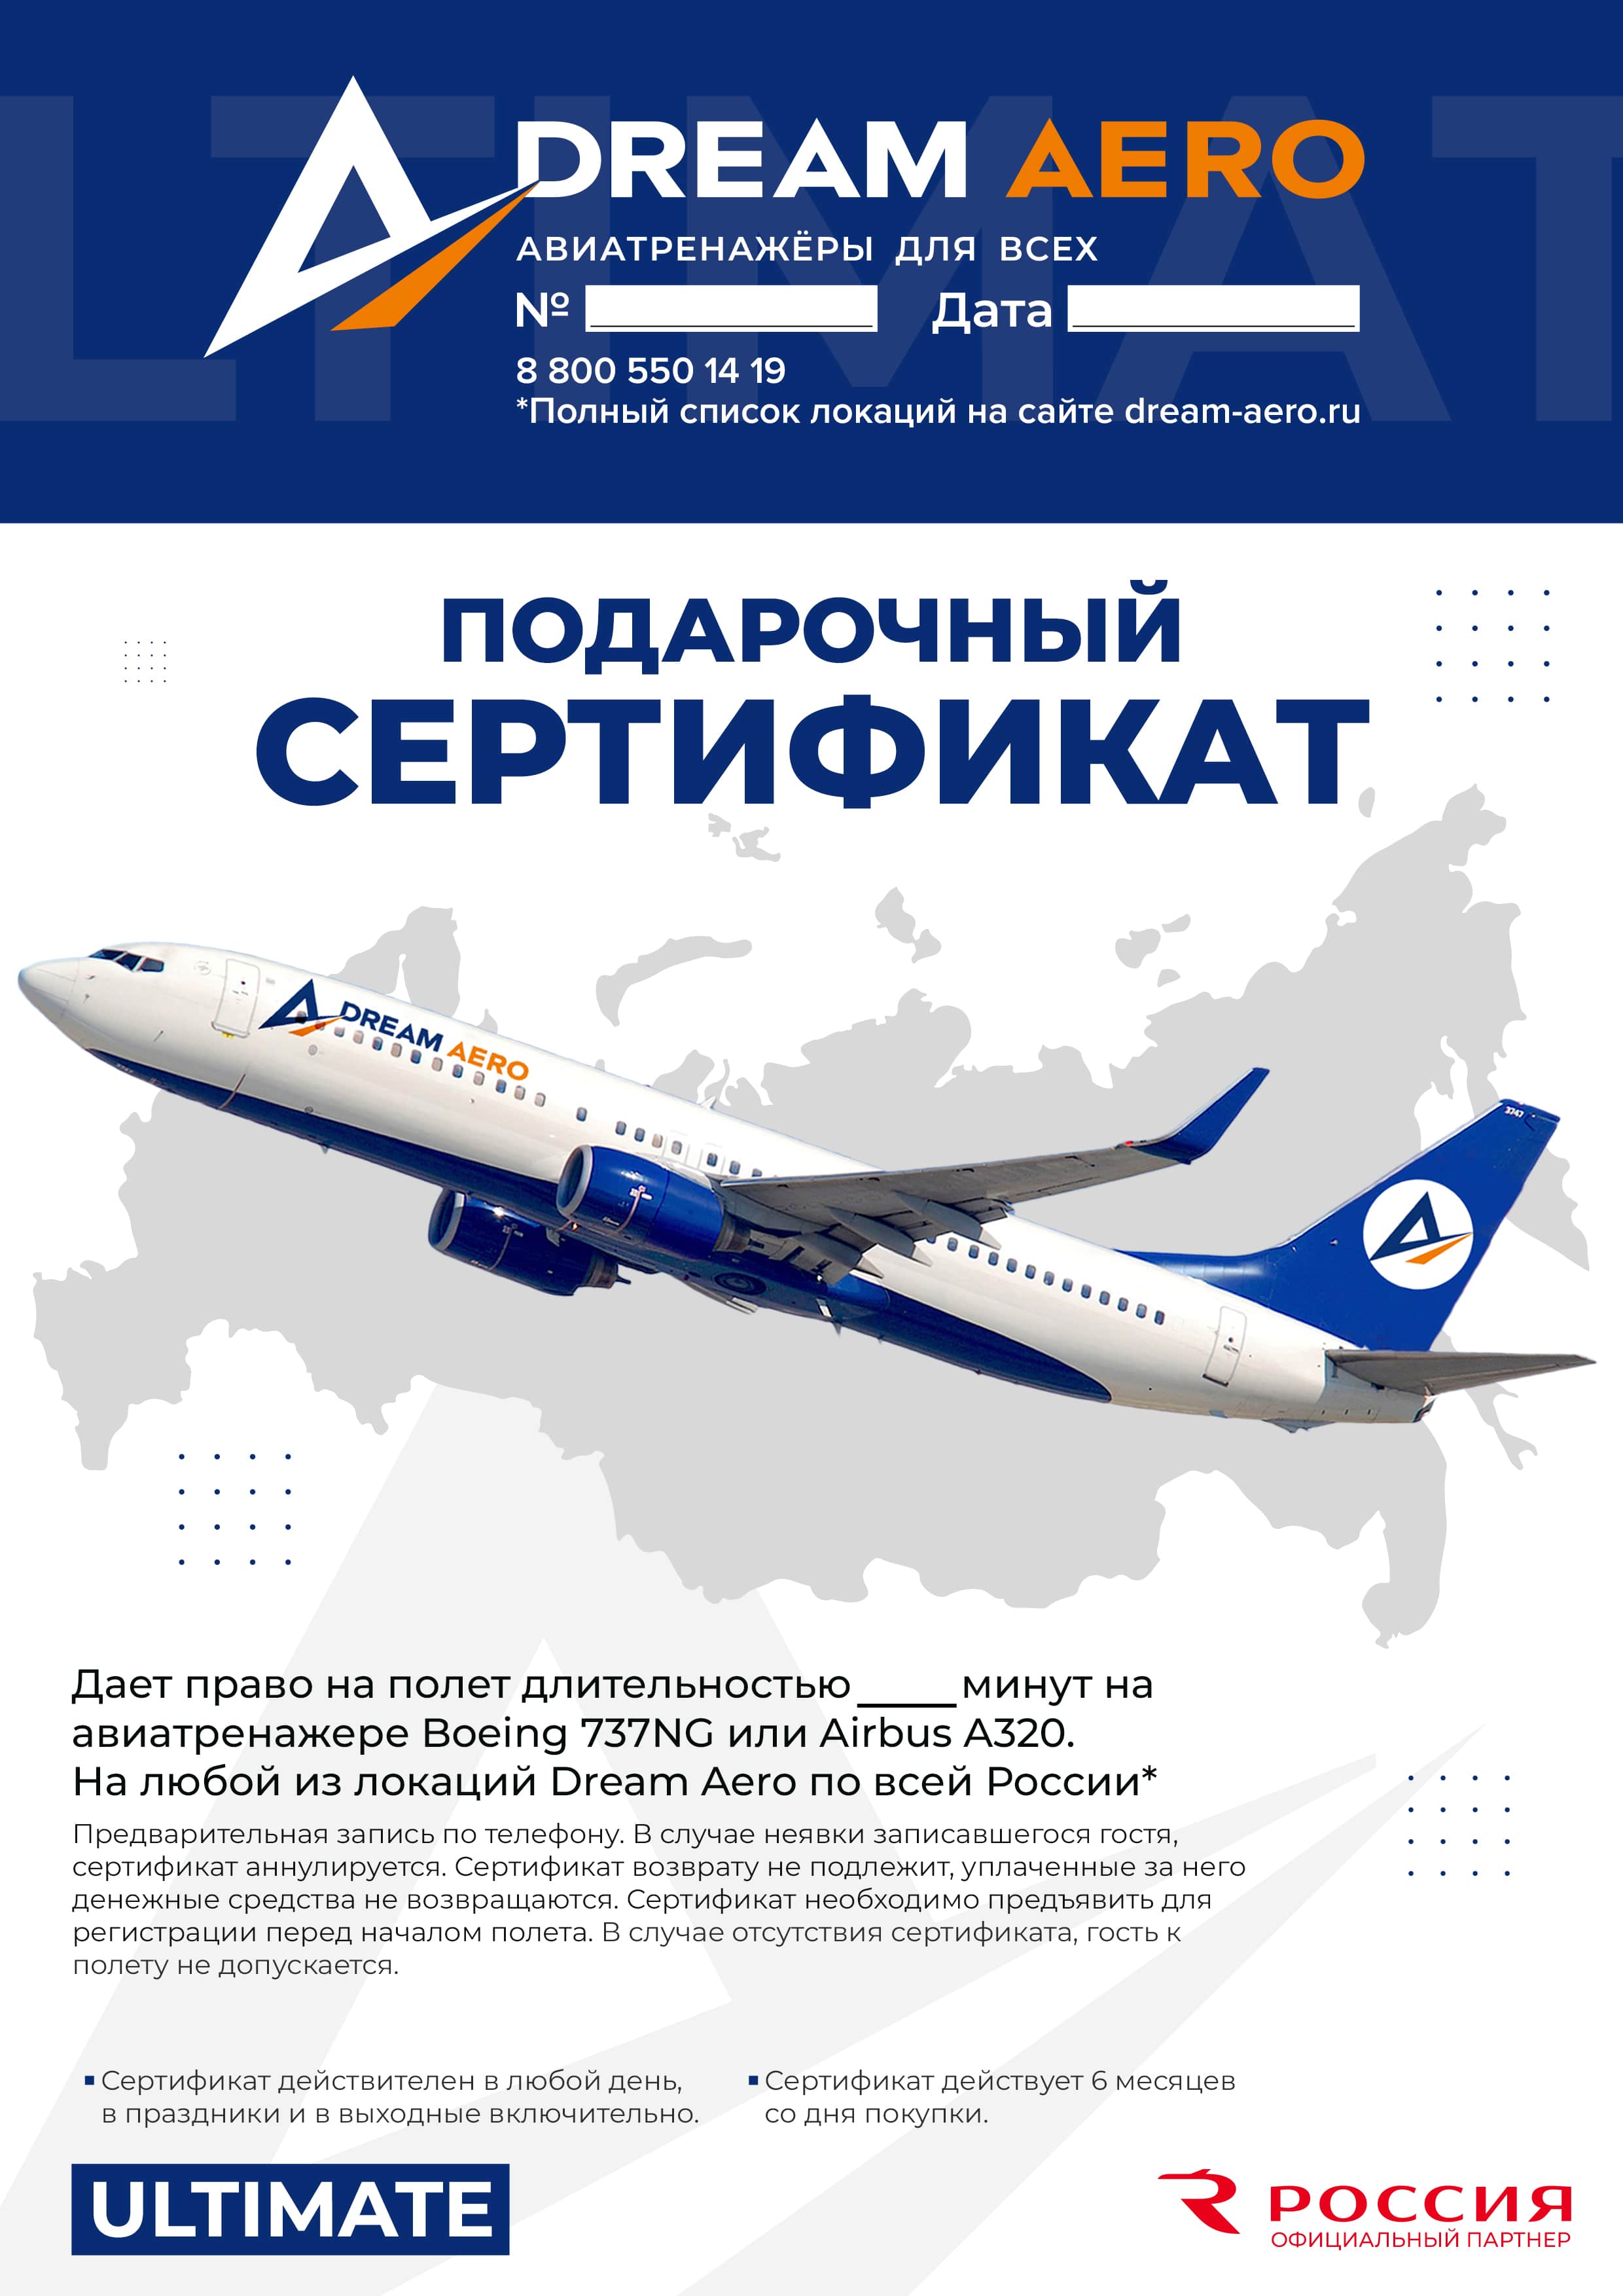 DREAM AERO
АВИАТРЕНАЖЁРЫ ДЛЯ ВСЕХ
№ Дата
8 800 550 14 19
*Полный список локаций на сайте dream-aero.ru
ПОДАРОЧНЫЙ
СЕРТИФИКАТ
DREAM AERO
3747
Дает право на полет длительностью____минут на
авиатренажере Boeing 737NG или Airbus A320.
На любой из локаций Dream Aero по всей России*
Предварительная запись по телефону. В случае неявки записавшегося гостя,
сертификат аннулируется. Сертификат возврату не подлежит, уплаченные за него
денежные средства не возвращаются. Сертификат необходимо предъявить для
регистрации перед началом полета. В случае отсутствия сертификата, гость к
полету не допускается.
Сертификат действителен в любой день,
в праздники и в выходные включительно.
Сертификат действует 6 месяцев
со дня покупки.
ULTIMATE
РОССИЯ
ОФИЦИАЛЬНЫЙ ПАРТНЕР